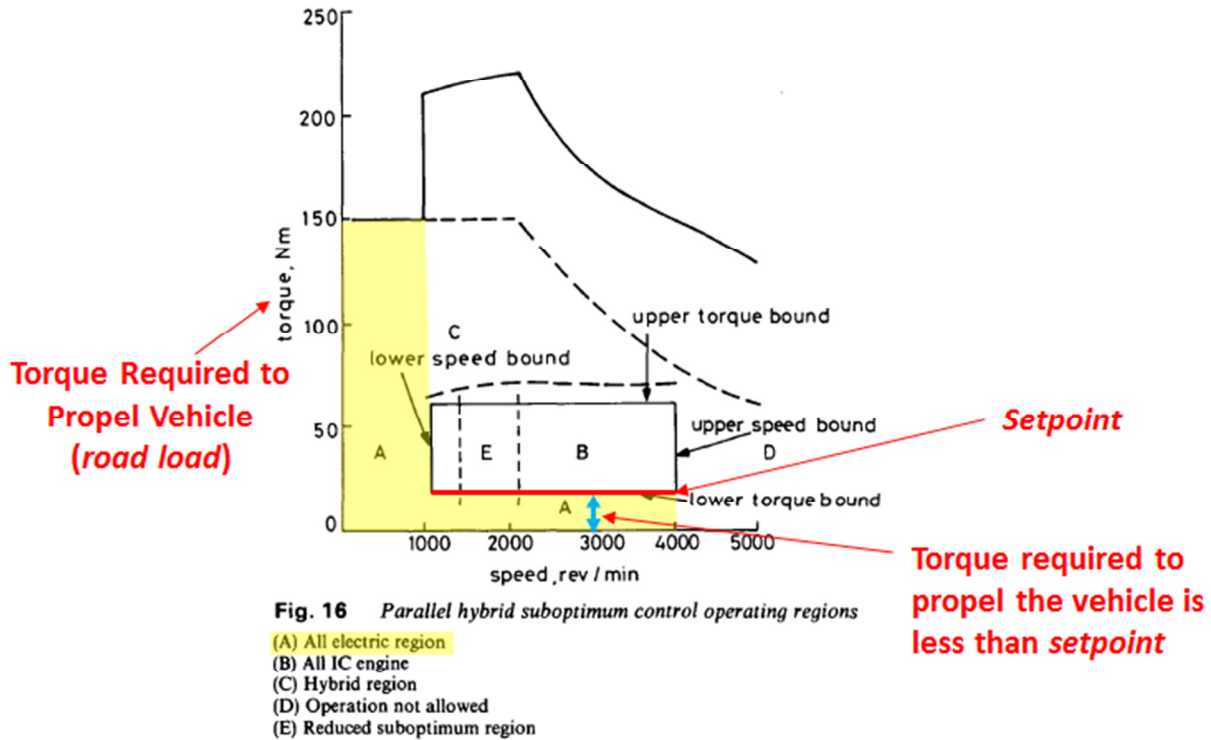 250
200
150
100
50
0
torque, Nm
C
lower speed bound
upper torque bound
upper speed bound
A
E
B
D
A
lower torque bound
1000 2000 3000 4000 5000
speed, rev / min
Torque Required to
Propel Vehicle
(road load)
Setpoint
Torque required to
propel the vehicle is
less than setpoint
Fig. 16 Parallel hybrid suboptimum control operating regions
(A) All electric region
(B) All IC engine
(C) Hybrid region
(D) Operation not allowed
(E) Reduced suboptimum region